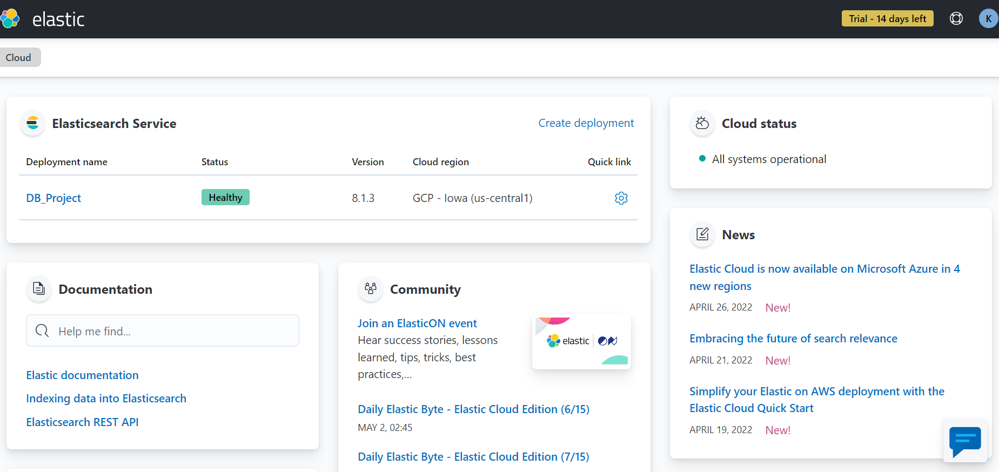 elastic
Trial - 14 days left
K
Cloud
Elasticsearch Service
Create deployment
Deployment name Status Version Cloud region Quick link
DB_Project Healthy 8.1.3 GCP - Iowa (us-central1)
Cloud status
All systems operational
Documentation
Help me find...
Elastic documentation
Indexing data into Elasticsearch
Elasticsearch REST API
Community
Join an ElasticON event
Hear success stories, lessons
learned, tips, tricks, best
practices,...
elastic
Daily Elastic Byte - Elastic Cloud Edition (6/15)
MAY 2, 02:45
Daily Elastic Byte - Elastic Cloud Edition (7/15)
News
Elastic Cloud is now available on Microsoft Azure in 4
new regions
APRIL 26, 2022 New!
Embracing the future of search relevance
APRIL 21, 2022 New!
Simplify your Elastic on AWS deployment with the
Elastic Cloud Quick Start
APRIL 19, 2022 New!